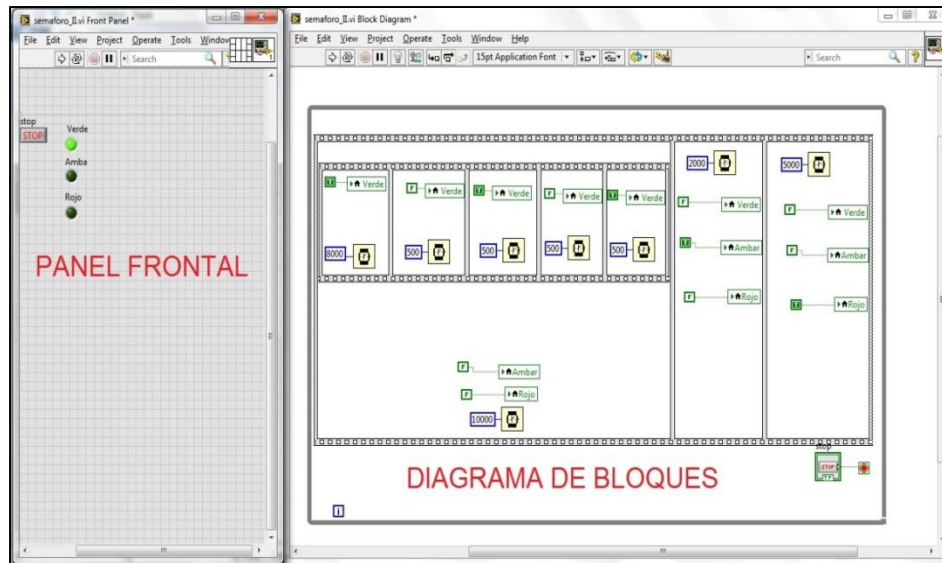 semaforo_II.vi Front Panel *
File Edit View Project Operate Tools Window
Search
stop
STOP
Verde
Amba
Rojo
PANEL FRONTAL
semaforo_II.vi Block Diagram *
File Edit View Project Operate Tools Window Help
15pt Application Font
Search
2000
5000
T Verde
F Verde
T Verde
F Verde
T Verde
8000
500
500
500
500
F Verde
T Ambar
F Rojo
F Verde
F Ambar
T Rojo
F Ambar
F Rojo
10000
stop
STOP
TF
DIAGRAMA DE BLOQUES
i